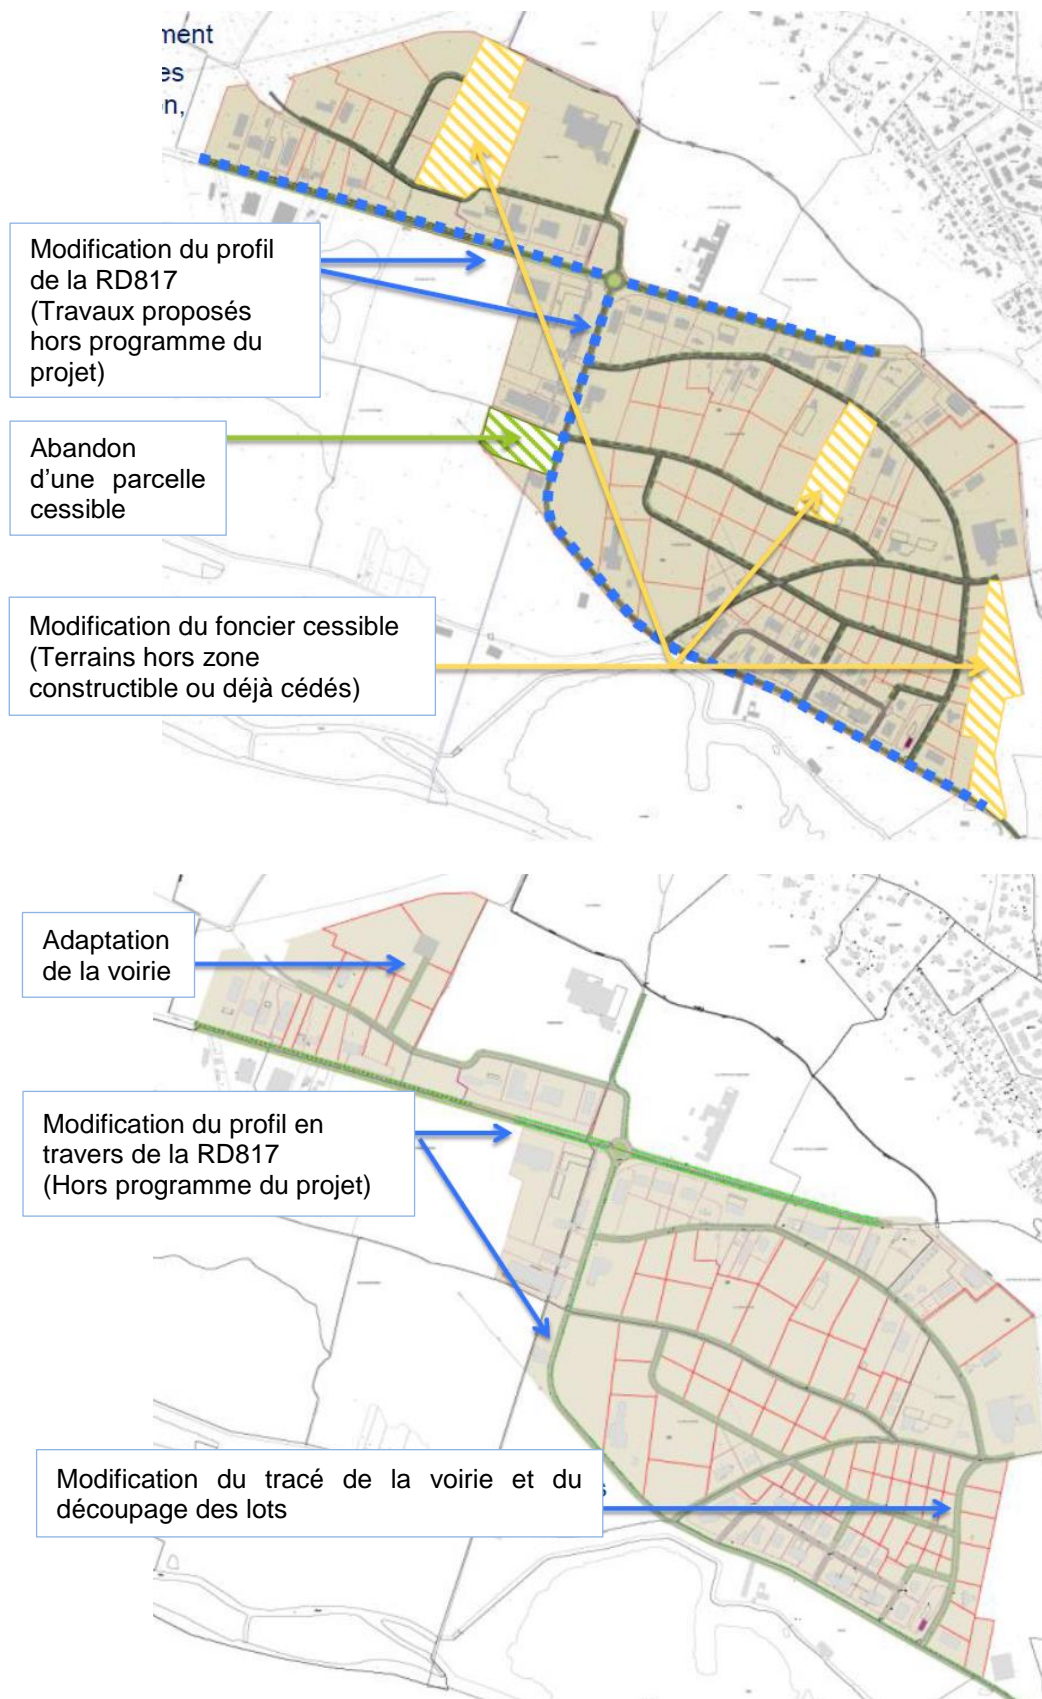 ment
es
n,
Modification du profil
de la RD817
(Travaux proposés
hors programme du
projet)
Abandon
d'une parcelle
cessible
Modification du foncier cessible
(Terrains hors zone
constructible ou déjà cédés)
Adaptation
de la voirie
Modification du profil en
travers de la RD817
(Hors programme du projet)
Modification du tracé de la voirie et du
découpage des lots
s